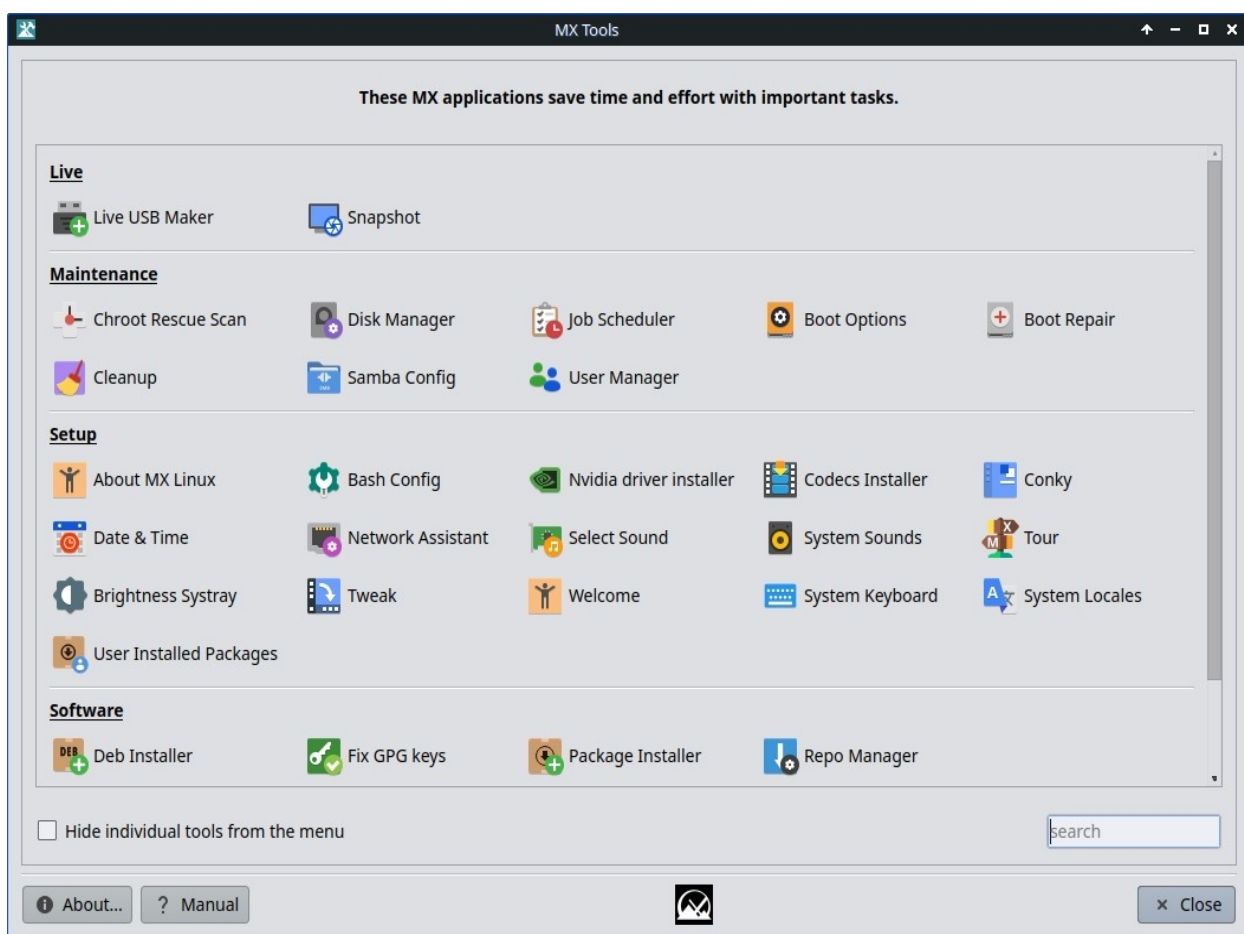 MX Tools
These MX applications save time and effort with important tasks.
Live
Live USB Maker Snapshot
Maintenance
Chroot Rescue Scan Disk Manager Job Scheduler Boot Options Boot Repair
Cleanup Samba Config User Manager
Setup
About MX Linux Bash Config Nvidia driver installer Codecs Installer Conky
Date & Time Network Assistant Select Sound System Sounds Tour
Brightness Systray Tweak Welcome System Keyboard System Locales
User Installed Packages
Software
DEB Deb Installer Fix GPG keys Package Installer Repo Manager
Hide individual tools from the menu search
About... ? Manual Close